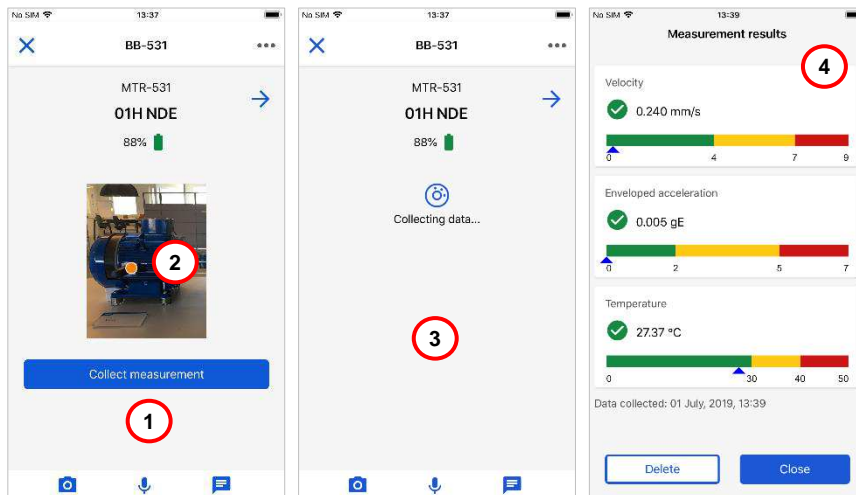 No SIM 13:37
BB-531
MTR-531
01H NDE
88%
2
Collect measurement
1
No SIM 13:37
BB-531
MTR-531
01H NDE
88%
Collecting data...
3
No SIM 13:39
Measurement results
4
Velocity
0.240 mm/s
0 4 7 9
Enveloped acceleration
0.005 gE
0 2 5 7
Temperature
27.37 °C
0 30 40 50
Data collected: 01 July, 2019, 13:39
Delete Close